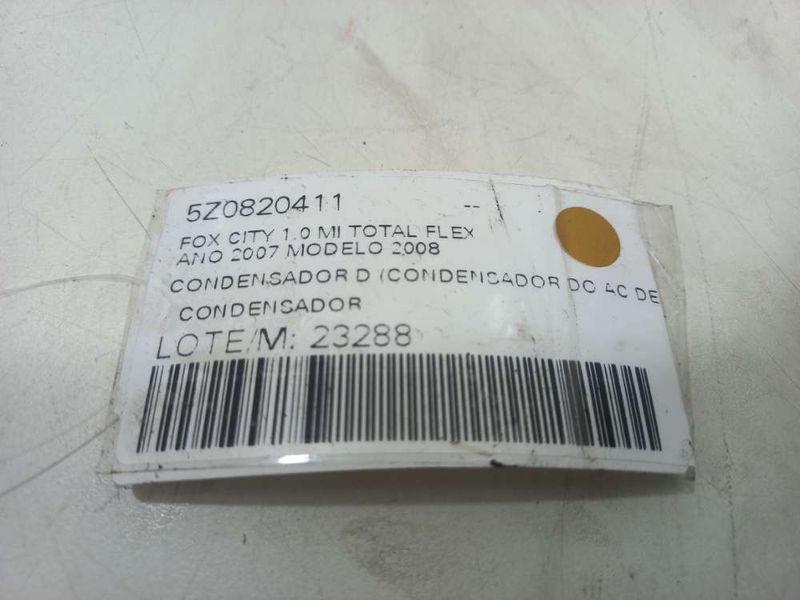 5Z0820411 --
FOX CITY 1.0 MI TOTAL FLEX
ANO 2007 MODELO 2008
CONDENSADOR D (CONDENSADOR DO AC DE
CONDENSADOR
LOTE/M: 23288